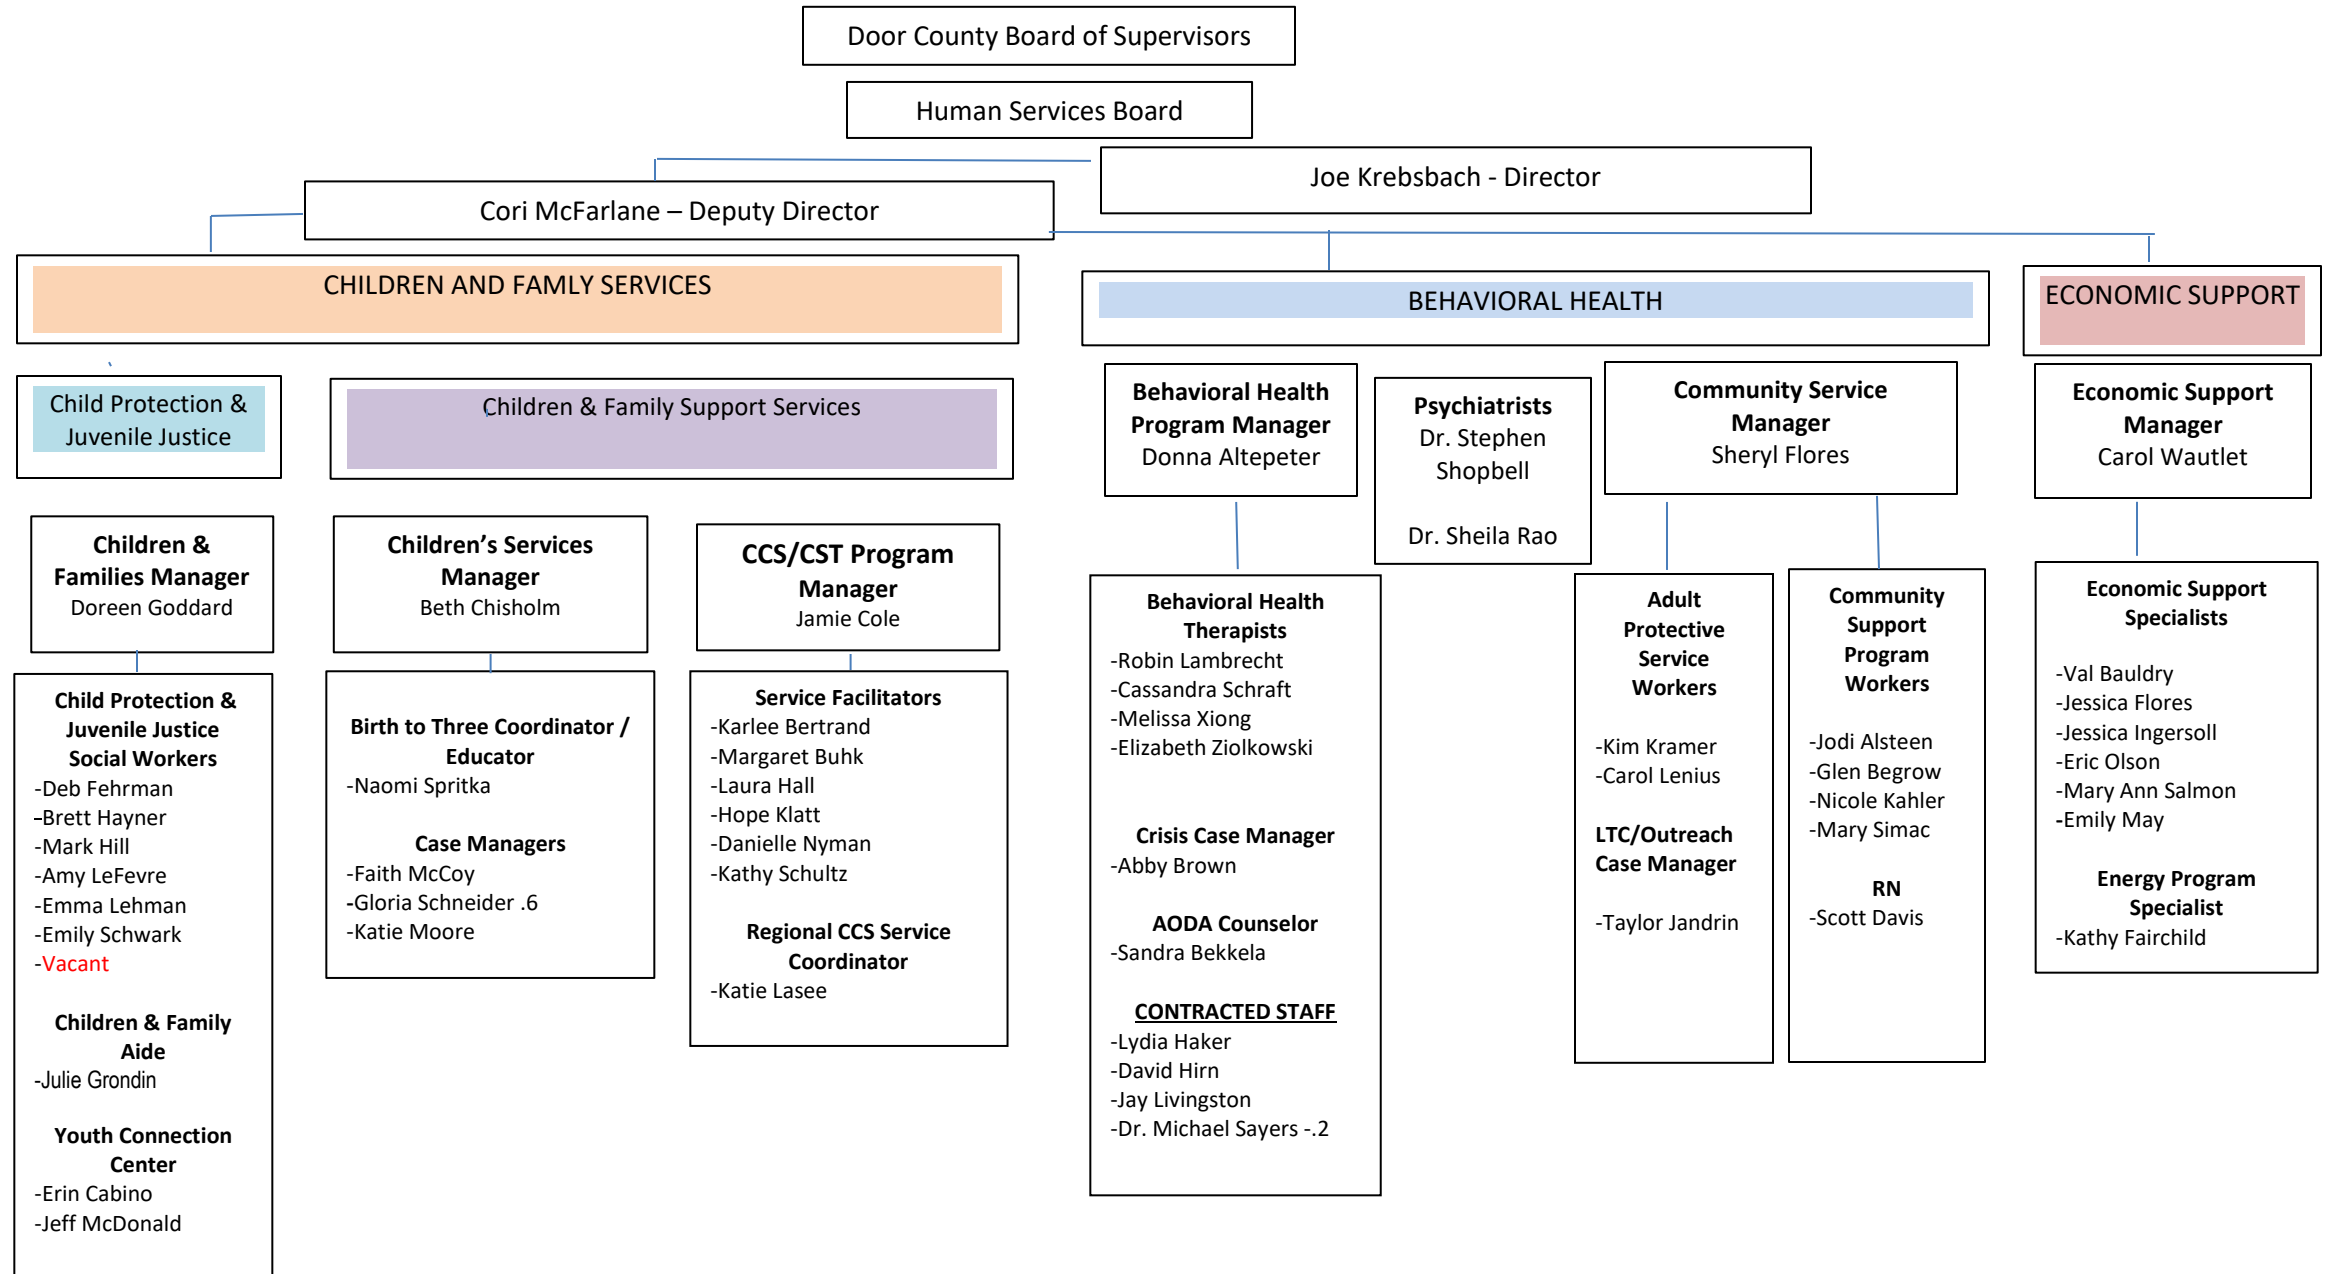 Door County Board of Supervisors
Human Services Board
Joe Krebsbach - Director
Cori McFarlane – Deputy Director
CHILDREN AND FAMLY SERVICES
BEHAVIORAL HEALTH
ECONOMIC SUPPORT
Child Protection &
Juvenile Justice
Children & Family Support Services
Behavioral Health
Program Manager
Donna Altepeter
Psychiatrists
Dr. Stephen
Shopbell
Dr. Sheila Rao
Community Service
Manager
Sheryl Flores
Economic Support
Manager
Carol Wautlet
Children &
Families Manager
Doreen Goddard
Children’s Services
Manager
Beth Chisholm
CCS/CST Program
Manager
Jamie Cole
Child Protection &
Juvenile Justice
Social Workers
-Deb Fehrman
-Brett Hayner
-Mark Hill
-Amy LeFevre
-Emma Lehman
-Emily Schwark
-Vacant
Children & Family
Aide
-Julie Grondin
Youth Connection
Center
-Erin Cabino
-Jeff McDonald
Birth to Three Coordinator /
Educator
-Naomi Spritka
Case Managers
-Faith McCoy
-Gloria Schneider .6
-Katie Moore
Service Facilitators
-Karlee Bertrand
-Margaret Buhk
-Laura Hall
-Hope Klatt
-Danielle Nyman
-Kathy Schultz
Regional CCS Service
Coordinator
-Katie Lasee
Behavioral Health
Therapists
-Robin Lambrecht
-Cassandra Schraft
-Melissa Xiong
-Elizabeth Ziolkowski
Crisis Case Manager
-Abby Brown
AODA Counselor
-Sandra Bekkela
CONTRACTED STAFF
-Lydia Haker
-David Hirn
-Jay Livingston
-Dr. Michael Sayers -.2
Adult
Protective
Service
Workers
-Kim Kramer
-Carol Lenius
LTC/Outreach
Case Manager
-Taylor Jandrin
Community
Support
Program
Workers
-Jodi Alsteen
-Glen Begrow
-Nicole Kahler
-Mary Simac
RN
-Scott Davis
Economic Support
Specialists
-Val Bauldry
-Jessica Flores
-Jessica Ingersoll
-Eric Olson
-Mary Ann Salmon
-Emily May
Energy Program
Specialist
-Kathy Fairchild